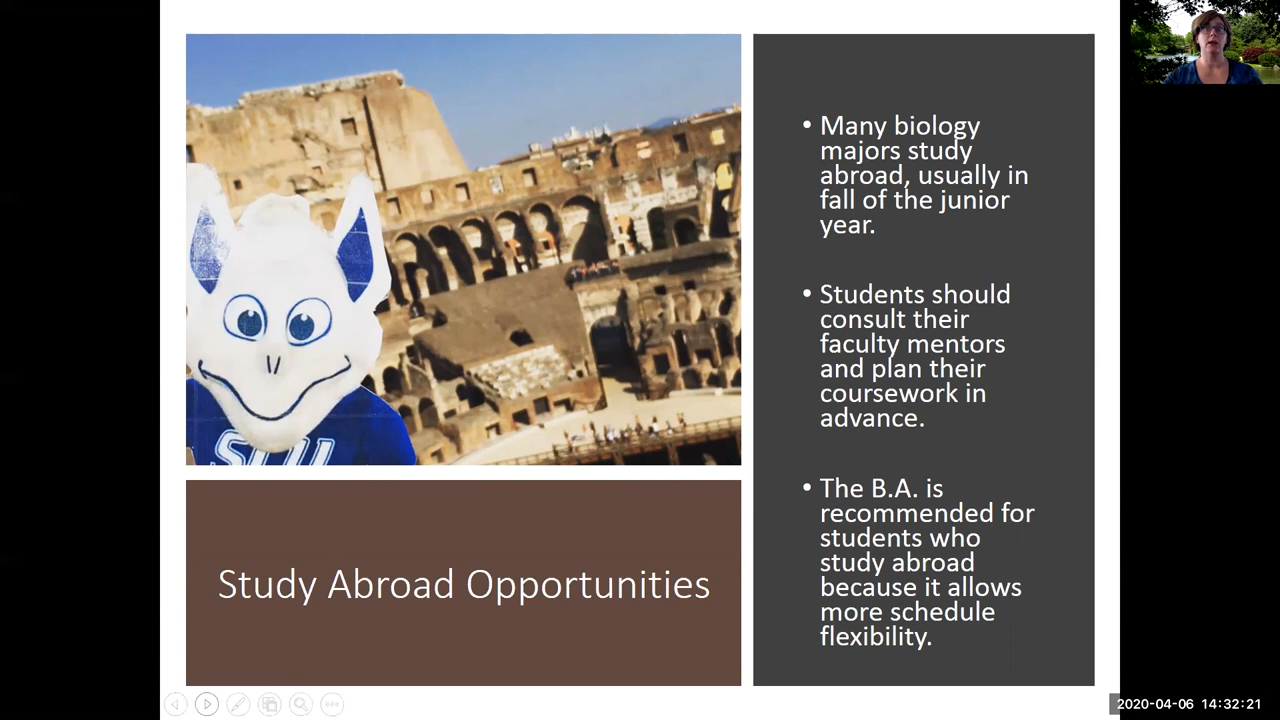 SLU
Study Abroad Opportunities
• Many biology
majors study
abroad, usually in
fall of the junior
year.
• Students should
consult their
faculty mentors
and plan their
coursework in
advance.
• The B.A. is
recommended for
students who
study abroad
because it allows
more schedule
flexibility.
2020-04-06 14:32:21